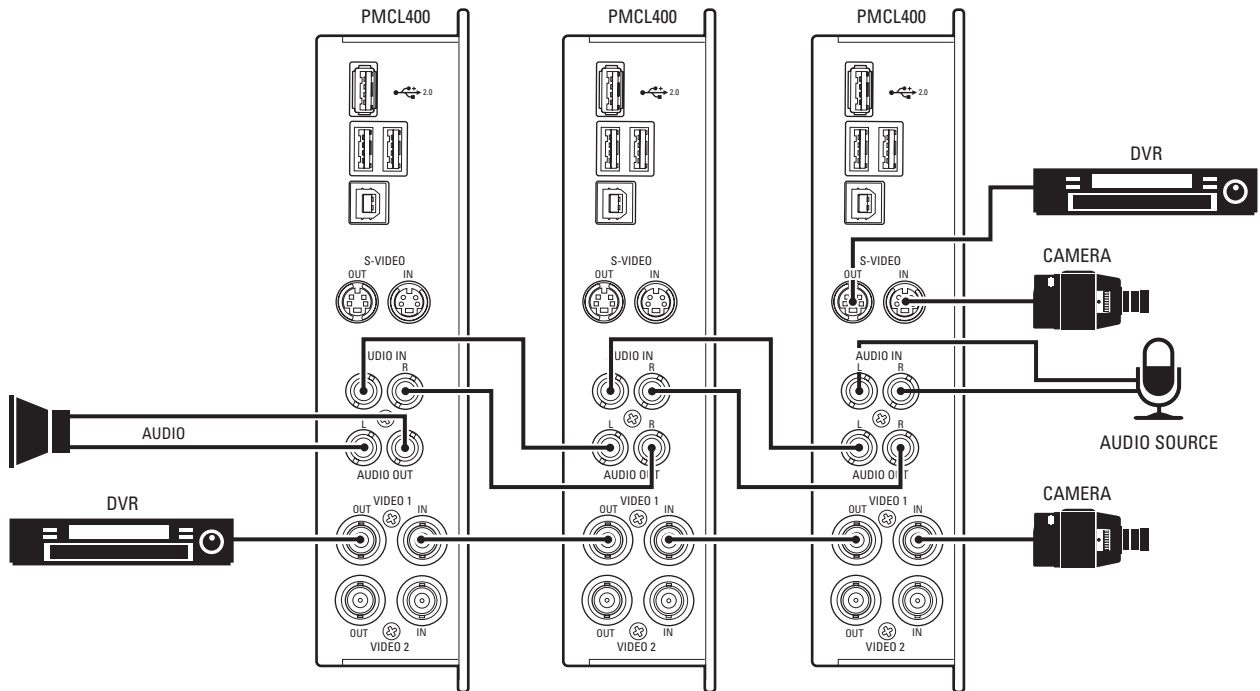 PMCL400 PMCL400 PMCL400
2.0 2.0 2.0
DVR
S-VIDEO S-VIDEO S-VIDEO
OUT IN OUT IN OUT IN
CAMERA
UDIO IN UDIO IN AUDIO IN
R R L R
AUDIO
L L R L R
AUDIO SOURCE
AUDIO OUT AUDIO OUT AUDIO OUT
DVR
VIDEO 1 VIDEO 1 VIDEO 1
OUT IN OUT IN OUT IN
CAMERA
OUT IN OUT IN OUT IN
VIDEO 2 VIDEO 2 VIDEO 2